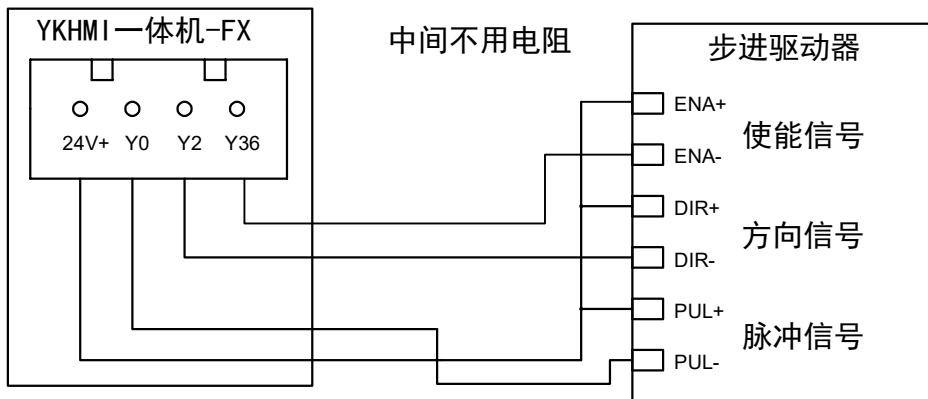 YKHMI一体机-FX
24V+ Y0 Y2 Y36
中间不用电阻
步进驱动器
ENA+
使能信号
ENA-
DIR+
方向信号
DIR-
PUL+
脉冲信号
PUL-